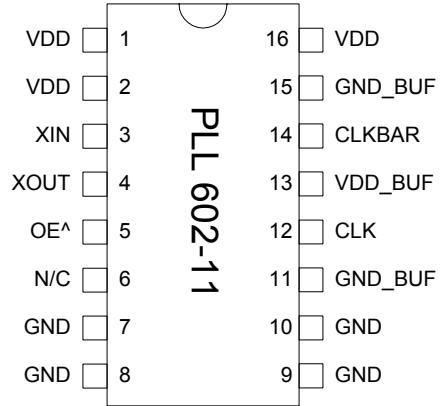 VDD 1 16 VDD
VDD 2 15 GND_BUF
XIN 3 14 CLKBAR
XOUT 4 13 VDD_BUF
OE^ 5 12 CLK
N/C 6 11 GND_BUF
GND 7 10 GND
GND 8 9 GND
PLL 602-11